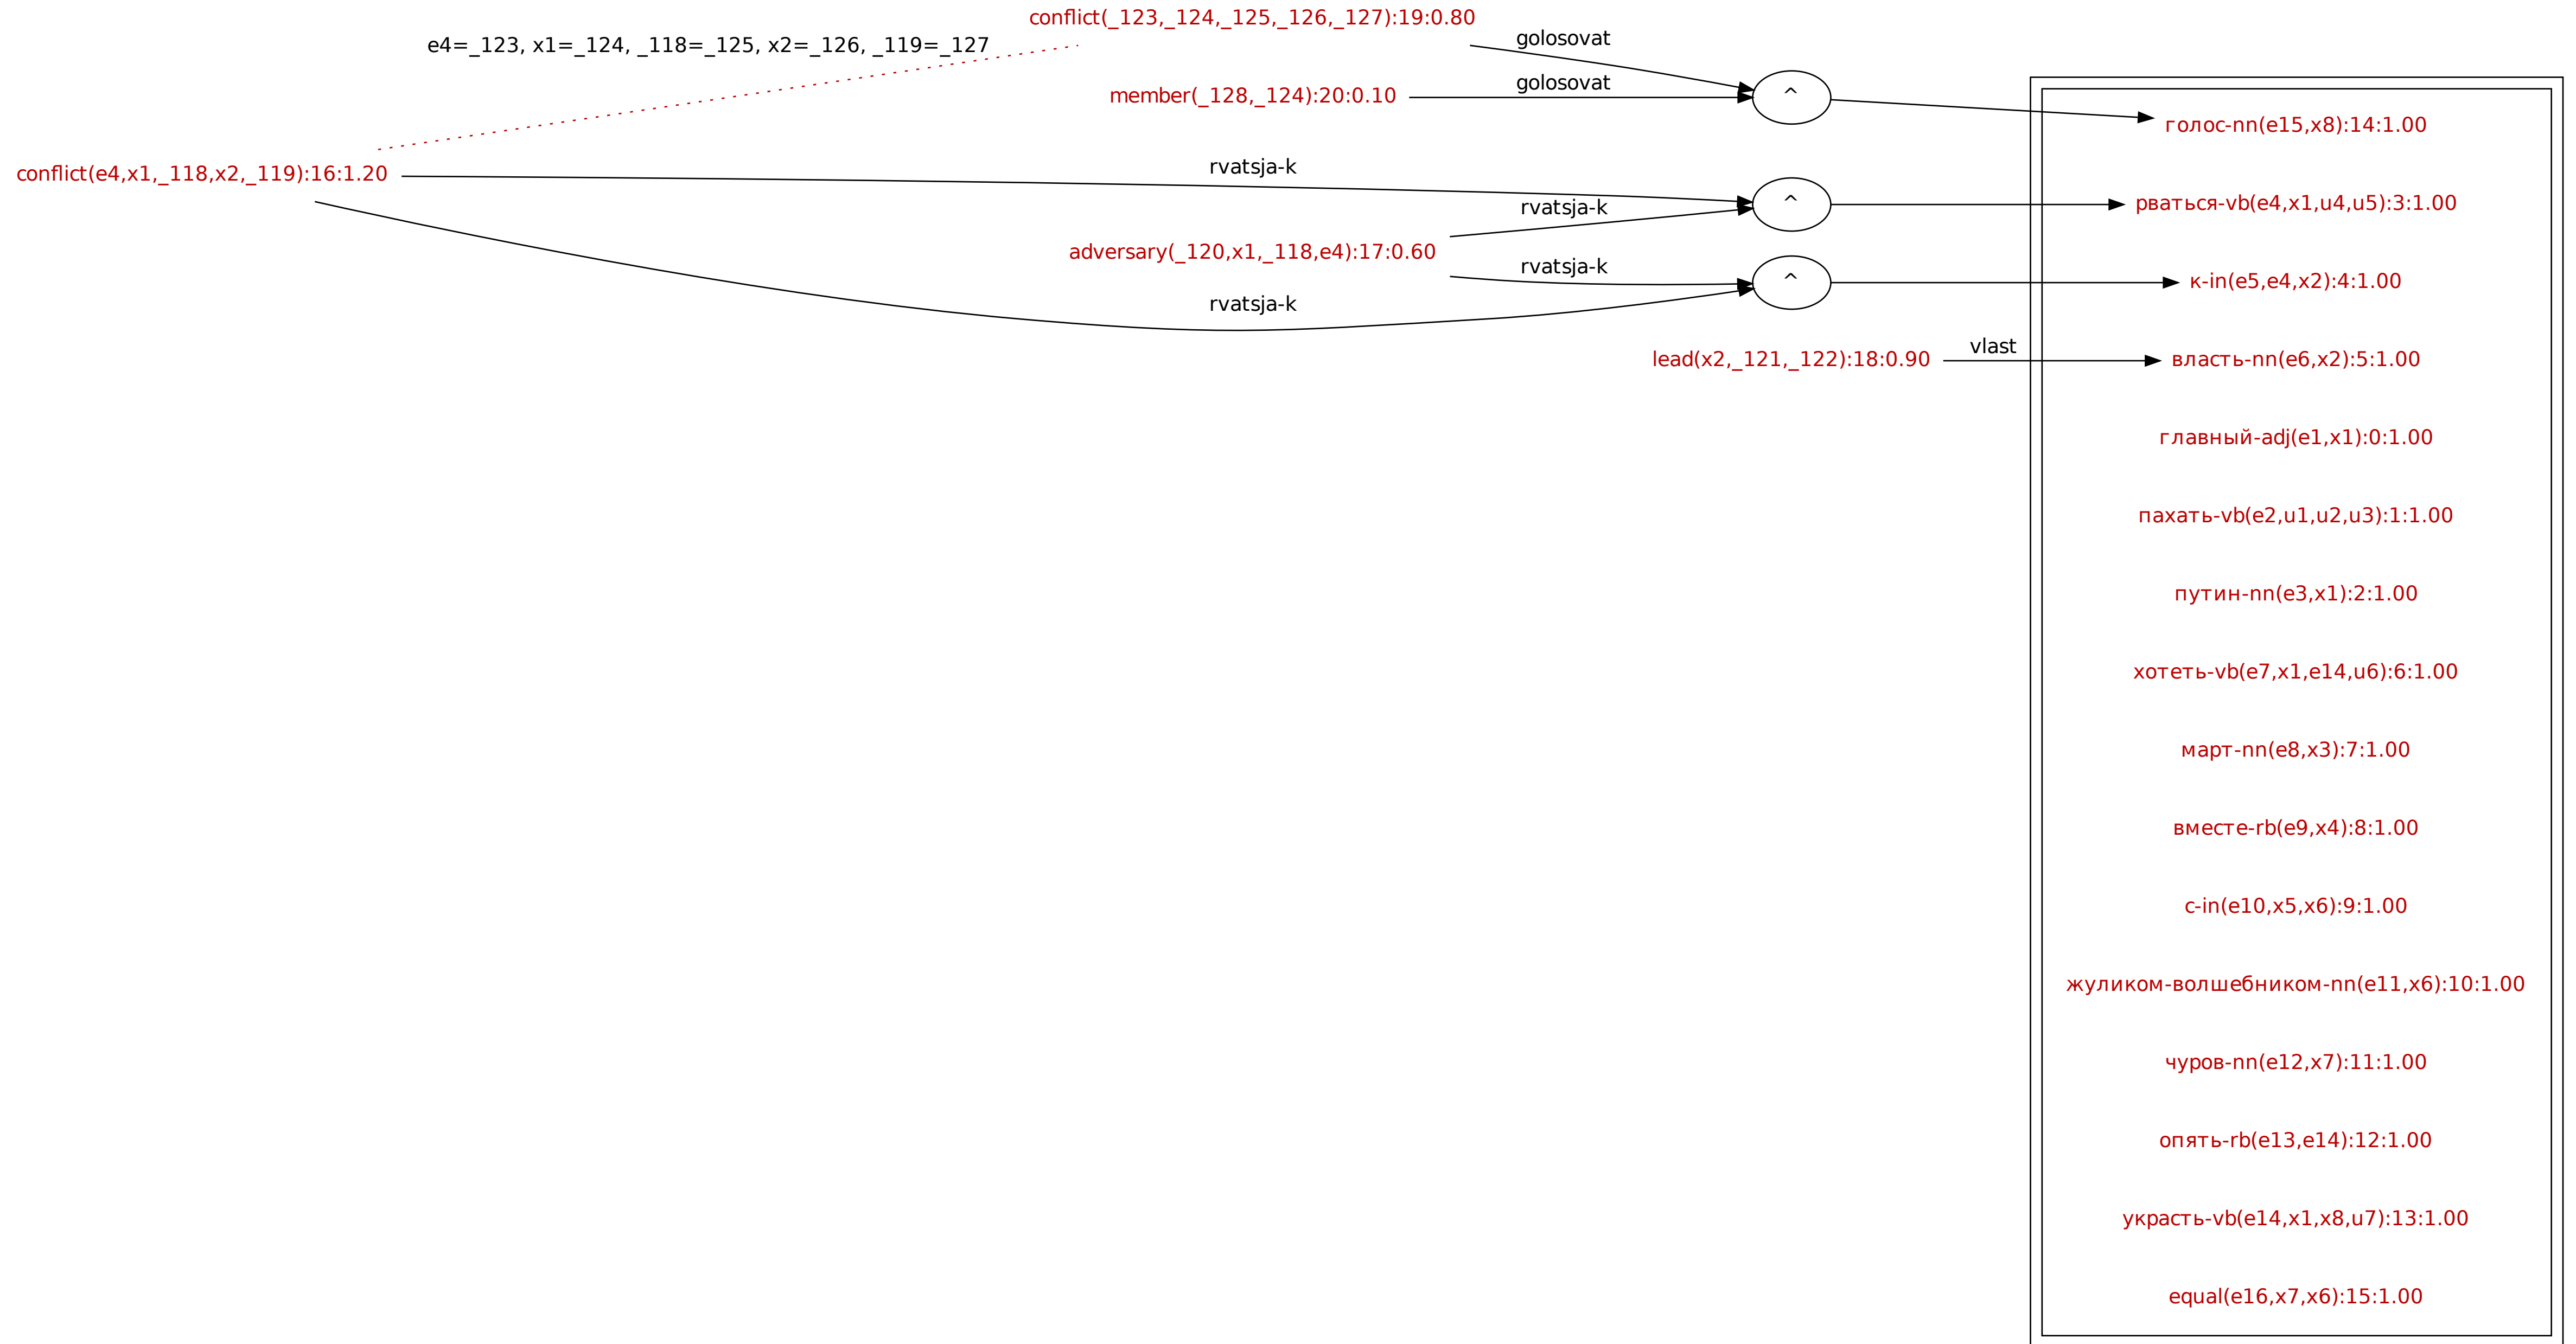 conflict(_123,_124,_125,_126,_127):19:0.80
e4=_123, x1=_124, _118=_125, x2=_126, _119=_127
golosovat
member(_128,_124):20:0.10
golosovat
^
голос-nn(e15,x8):14:1.00
conflict(e4,x1,_118,x2,_119):16:1.20
rvatsja-k
^
рваться-vb(e4,x1,u4,u5):3:1.00
rvatsja-k
adversary(_120,x1,_118,e4):17:0.60
rvatsja-k
^
к-in(e5,e4,x2):4:1.00
rvatsja-k
lead(x2,_121,_122):18:0.90
vlast
власть-nn(e6,x2):5:1.00
главный-adj(e1,x1):0:1.00
пахать-vb(e2,u1,u2,u3):1:1.00
путин-nn(e3,x1):2:1.00
хотеть-vb(e7,x1,e14,u6):6:1.00
март-nn(e8,x3):7:1.00
вместе-rb(e9,x4):8:1.00
с-in(e10,x5,x6):9:1.00
жуликом-волшебником-nn(e11,x6):10:1.00
чуров-nn(e12,x7):11:1.00
опять-rb(e13,e14):12:1.00
украсть-vb(e14,x1,x8,u7):13:1.00
equal(e16,x7,x6):15:1.00